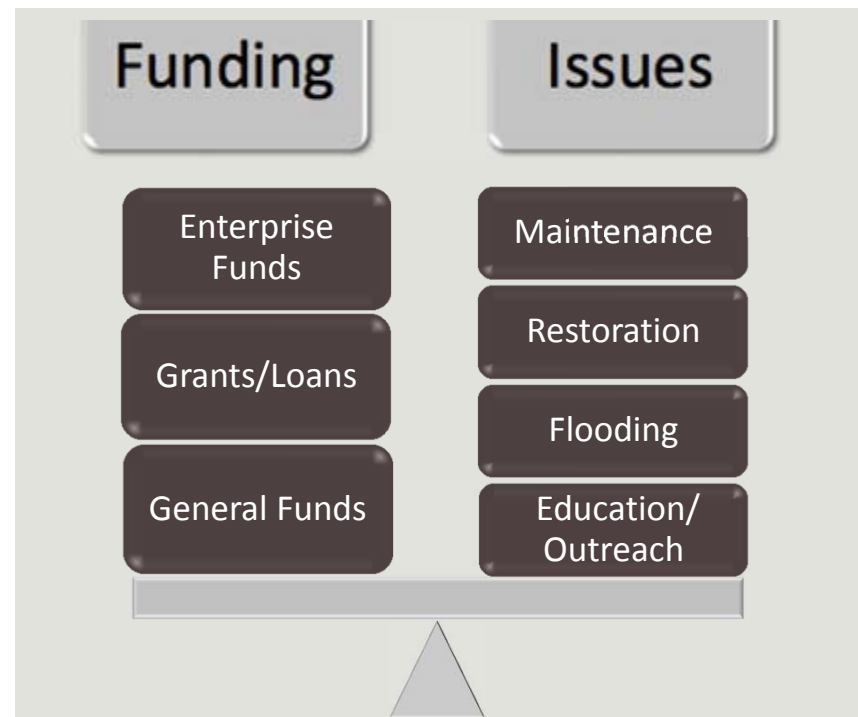 Funding
Issues
Enterprise
Funds
Grants/Loans
General Funds
Maintenance
Restoration
Flooding
Education/
Outreach